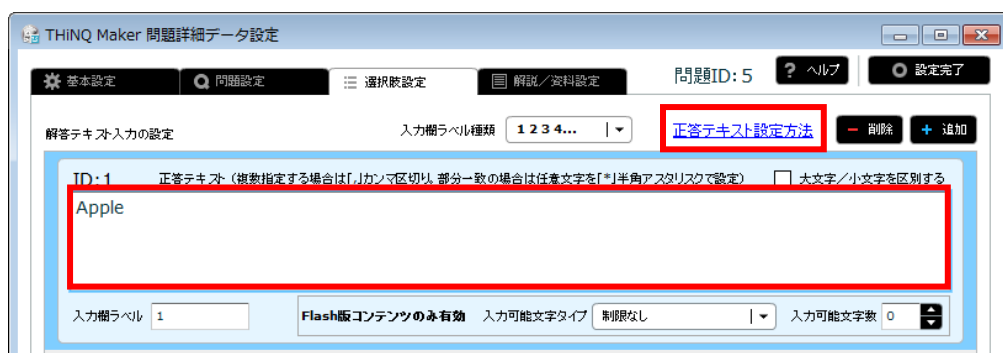 THiNQ Maker 問題詳細データ設定
基本設定 問題設定 選択肢設定 解説／資料設定 問題ID: 5 ? ヘルプ 設定完了
解答テキスト入力の設定 入力欄ラベル種類 1 2 3 4... 正答テキスト設定方法 － 削除 ＋ 追加
ID: 1 正答テキスト（複数指定する場合は「,」カンマ区切り。部分一致の場合は任意文字を「*」半角アスタリスクで設定） 大文字／小文字を区別する
Apple
入力欄ラベル 1 Flash版コンテンツのみ有効 入力可能文字タイプ 制限なし 入力可能文字数 0